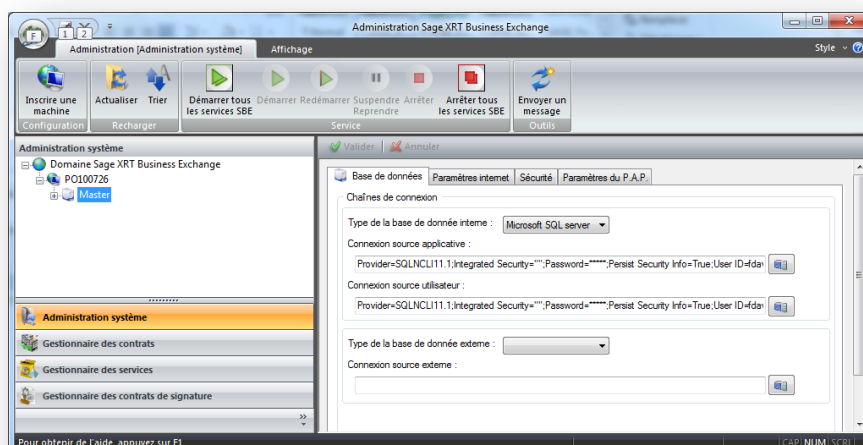 Administration Sage XRT Business Exchange
F
1 2
Administration [Administration système] Affichage Style
Inscrire une machine
Actualiser Trier
Démarrer tous les services SBE
Démarrer Redémarrer Suspendre Reprendre Arrêter
Arrêter tous les services SBE
Envoyer un message
Configuration Recharger Service Outils
Administration système
Domaine Sage XRT Business Exchange
PO100726
Master
Administration système
Gestionnaire des contrats
Gestionnaire des services
Gestionnaire des contrats de signature
Valider Annuler
Base de données Paramètres internet Sécurité Paramètres du P.A.P.
Chaînes de connexion
Type de la base de donnée interne : Microsoft SQL server
Connexion source applicative :
Provider=SQLNCLI11.1;Integrated Security="";Password=*****;Persist Security Info=True;User ID=fda
Connexion source utilisateur :
Provider=SQLNCLI11.1;Integrated Security="";Password=*****;Persist Security Info=True;User ID=fda
Type de la base de donnée externe :
Connexion source externe :
Pour obtenir de l'aide, appuyez sur F1 CAP NUM SCRL